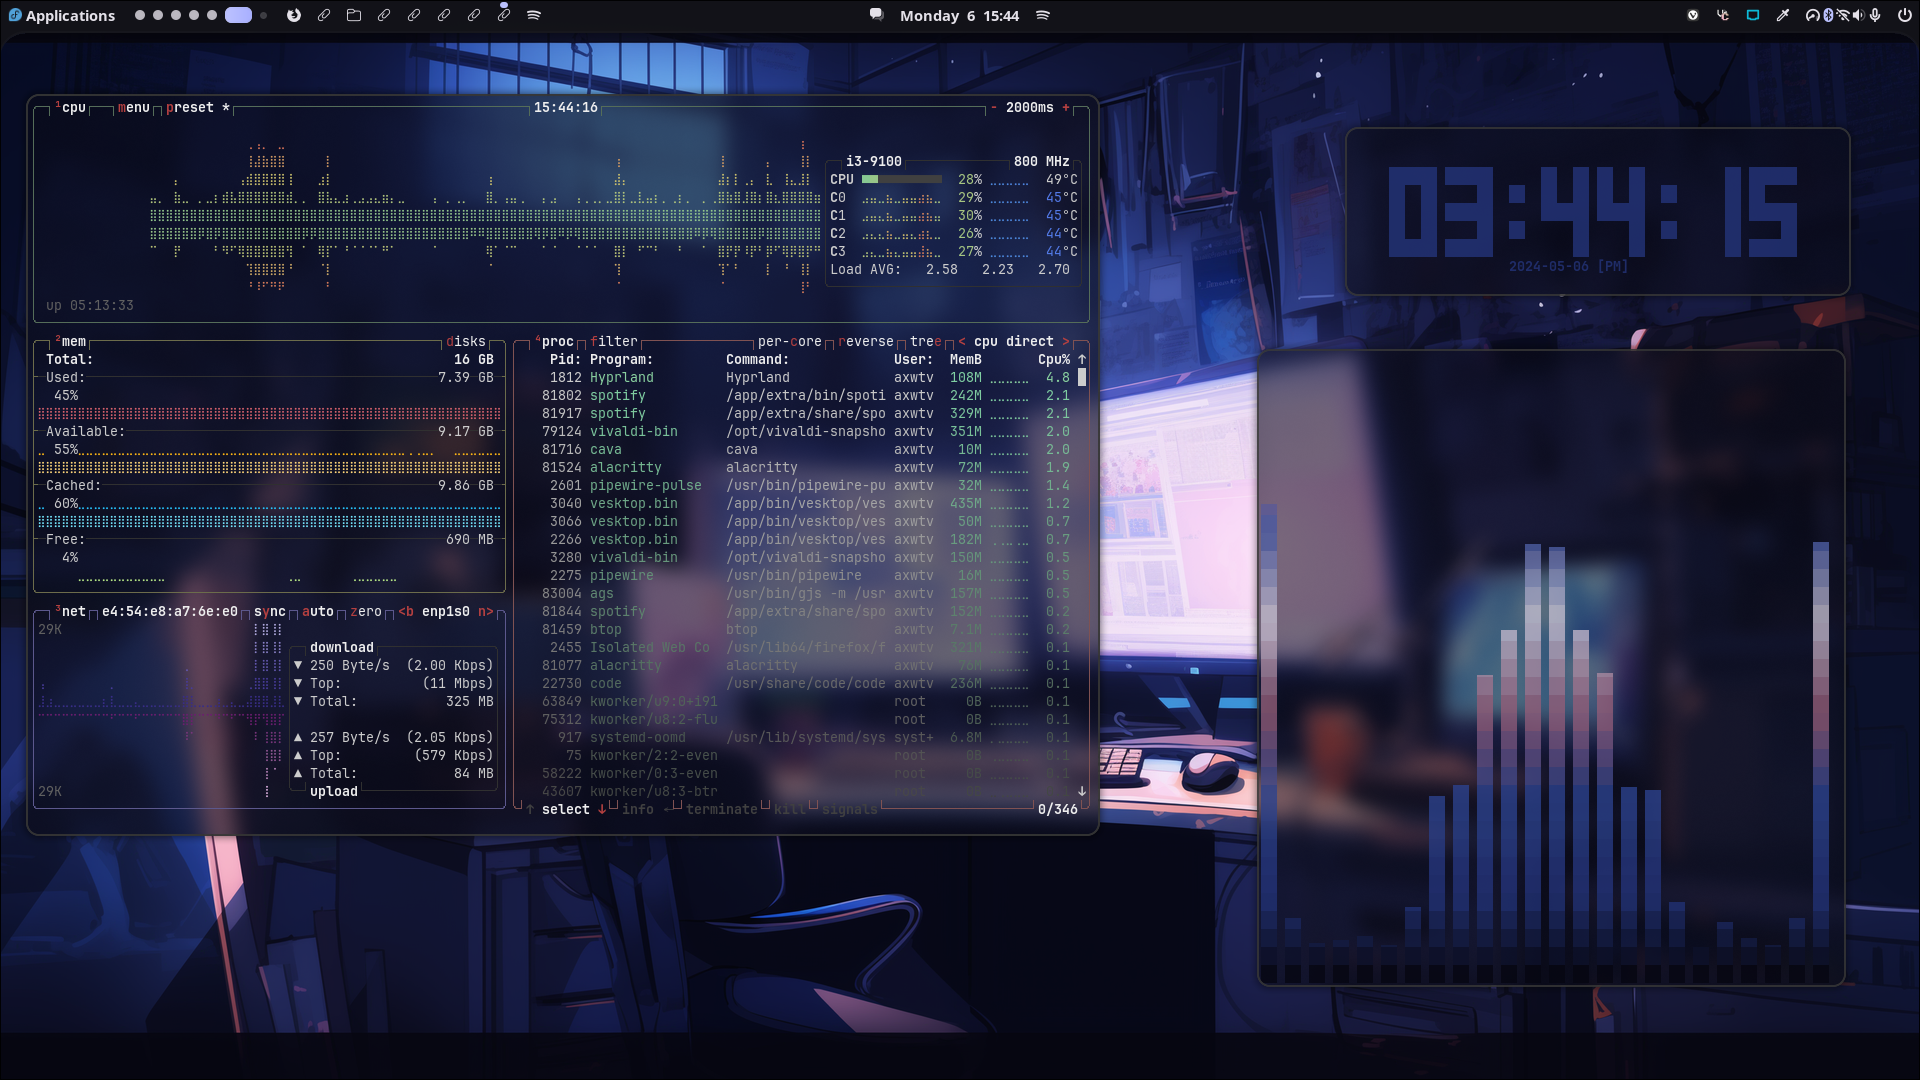 Applications
Monday 6 15:44
¹cpu menu preset * 15:44:16 - 2000ms +
i3-9100 800 MHz
CPU 28% 49°C
C0 29% 45°C
C1 30% 45°C
C2 26% 44°C
C3 27% 44°C
Load AVG: 2.58 2.23 2.70
up 05:13:33
03:44:15
2024-05-06 [PM]
²mem disks
Total: 16 GB
Used: 7.39 GB
45%
Available: 9.17 GB
55%
Cached: 9.86 GB
60%
Free: 690 MB
4%
³net e4:54:e8:a7:6e:e0 sync auto zero <b enp1s0 n>
29K
download
▼ 250 Byte/s (2.00 Kbps)
▼ Top: (11 Mbps)
▼ Total: 325 MB
▲ 257 Byte/s (2.05 Kbps)
▲ Top: (579 Kbps)
▲ Total: 84 MB
29K
upload
⁴proc filter per-core reverse tree < cpu direct >
Pid: Program: Command: User: MemB Cpu% ↑
1812 Hyprland Hyprland axwtv 108M 4.8
81802 spotify /app/extra/bin/spoti axwtv 242M 2.1
81917 spotify /app/extra/share/spo axwtv 329M 2.1
79124 vivaldi-bin /opt/vivaldi-snapsho axwtv 351M 2.0
81716 cava cava axwtv 10M 2.0
81524 alacritty alacritty axwtv 72M 1.9
2601 pipewire-pulse /usr/bin/pipewire-pu axwtv 32M 1.4
3040 vesktop.bin /app/bin/vesktop/ves axwtv 435M 1.2
3066 vesktop.bin /app/bin/vesktop/ves axwtv 50M 0.7
2266 vesktop.bin /app/bin/vesktop/ves axwtv 182M 0.7
3280 vivaldi-bin /opt/vivaldi-snapsho axwtv 150M 0.5
2275 pipewire /usr/bin/pipewire axwtv 16M 0.5
83004 ags /usr/bin/gjs -m /usr axwtv 157M 0.5
81844 spotify /app/extra/share/spo axwtv 152M 0.2
81459 btop btop axwtv 7.1M 0.2
2455 Isolated Web Co /usr/lib64/firefox/f axwtv 321M 0.1
81077 alacritty alacritty axwtv 76M 0.1
22730 code /usr/share/code/code axwtv 236M 0.1
63849 kworker/u9:0+i91 root 0B 0.1
75312 kworker/u8:2-flu root 0B 0.1
917 systemd-oomd /usr/lib/systemd/sys syst+ 6.8M 0.1
75 kworker/2:2-even root 0B 0.1
58222 kworker/0:3-even root 0B 0.1
43607 kworker/u8:3-btr root 0B 0.1 ↓
↑ select ↓ info ← terminate kill signals 0/346